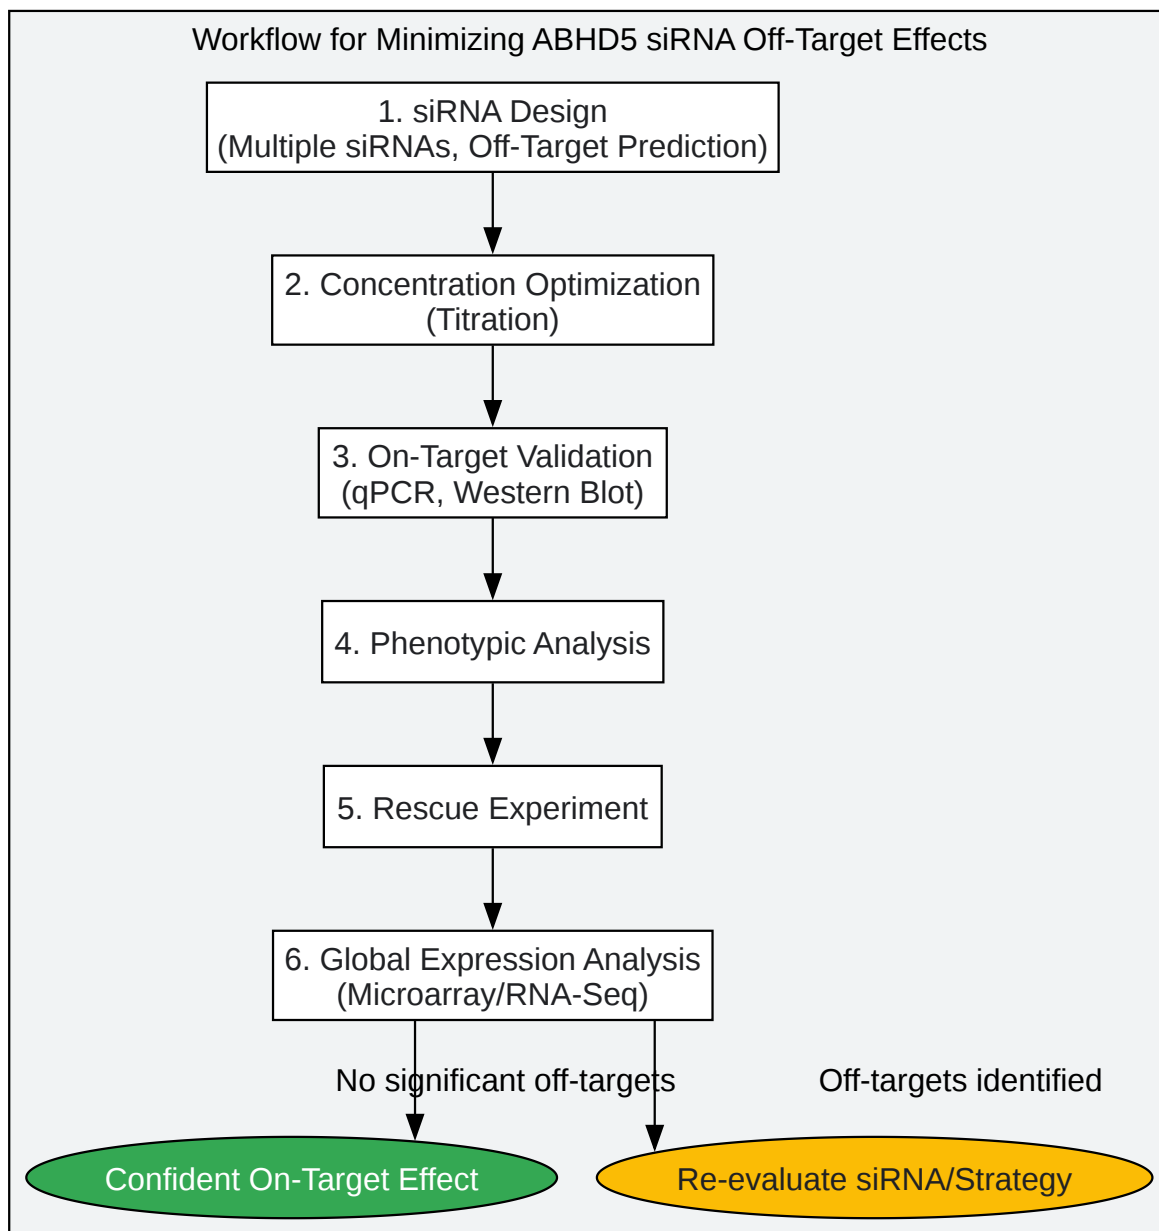 Workflow for Minimizing ABHD5 siRNA Off-Target Effects
1. siRNA Design
(Multiple siRNAs, Off-Target Prediction)
2. Concentration Optimization
(Titration)
3. On-Target Validation
(qPCR, Western Blot)
4. Phenotypic Analysis
5. Rescue Experiment
6. Global Expression Analysis
(Microarray/RNA-Seq)
No significant off-targets
Off-targets identified
Confident On-Target Effect
Re-evaluate siRNA/Strategy